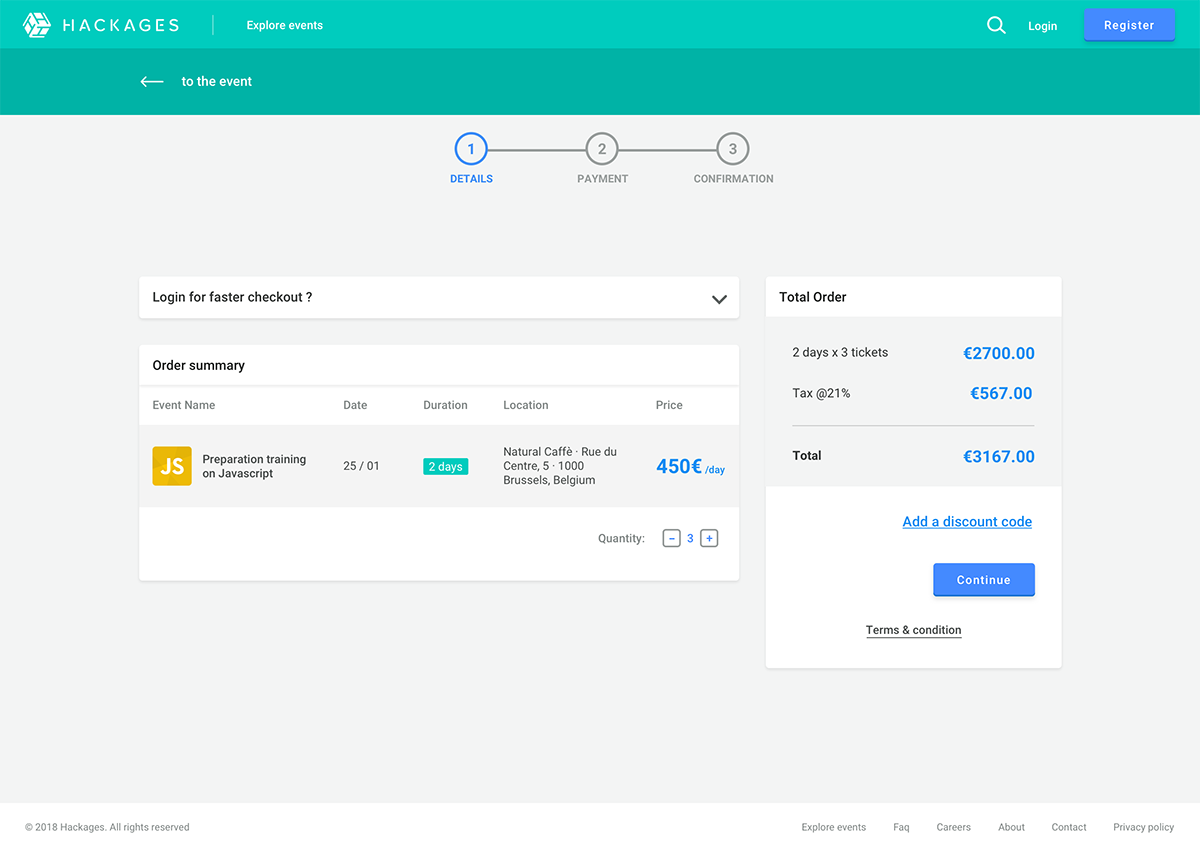 HACKAGES
Explore events
Login
Register
to the event
1
2
3
DETAILS
PAYMENT
CONFIRMATION
Login for faster checkout ?
Order summary
Event Name
Date
Duration
Location
Price
JS
Preparation training
on Javascript
25 / 01
2 days
Natural Caffè · Rue du
Centre, 5 · 1000
Brussels, Belgium
450€ /day
Quantity:
− 3 +
Total Order
2 days x 3 tickets
€2700.00
Tax @21%
€567.00
Total
€3167.00
Add a discount code
Continue
Terms & condition
© 2018 Hackages. All rights reserved
Explore events
Faq
Careers
About
Contact
Privacy policy